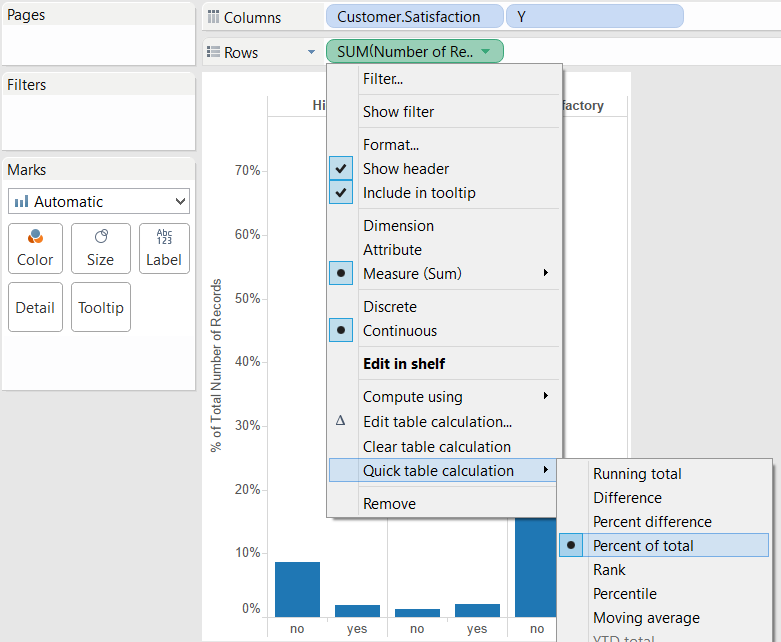 Pages
Columns
Customer.Satisfaction
Y
Rows
SUM(Number of Re..
Filters
Marks
Automatic
Color
Size
Abc
123
Label
Detail
Tooltip
Hi
factory
% of Total Number of Records
70%
60%
50%
40%
30%
20%
10%
0%
no
yes
no
yes
no
Filter...
Show filter
Format...
Show header
Include in tooltip
Dimension
Attribute
Measure (Sum)
Discrete
Continuous
Edit in shelf
Compute using
Δ Edit table calculation...
Clear table calculation
Quick table calculation
Remove
Running total
Difference
Percent difference
Percent of total
Rank
Percentile
Moving average
YTD total